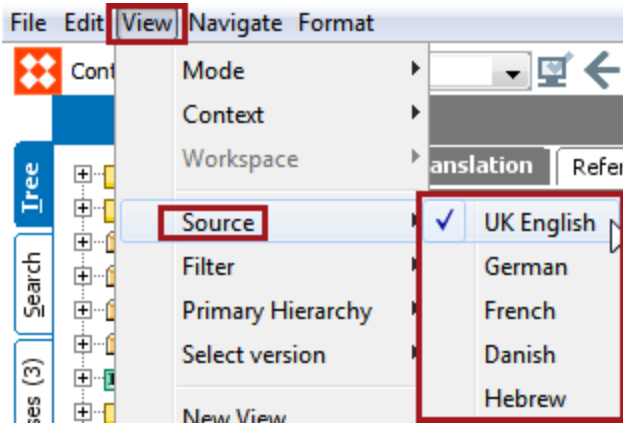 File Edit View Navigate Format
Cont
Mode
Context
Workspace
anslation Refer
Tree
Source
UK English
Filter
German
Search
Primary Hierarchy
French
Select version
Danish
ses (3)
New View
Hebrew